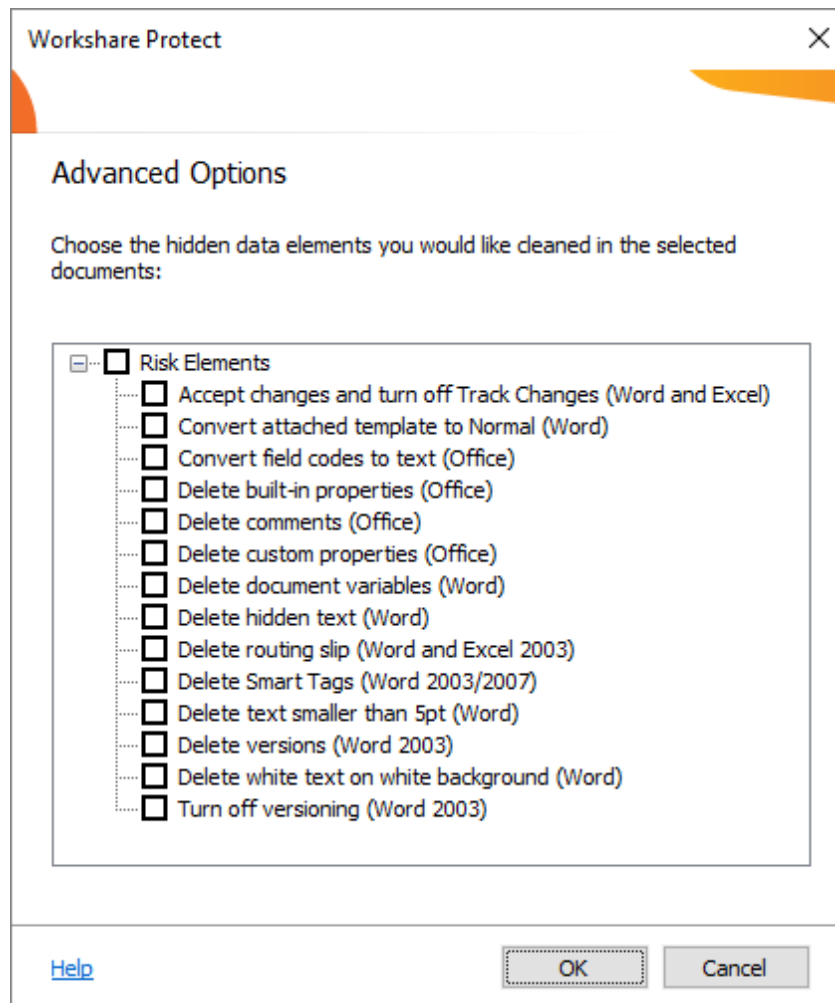 Workshare Protect
Advanced Options
Choose the hidden data elements you would like cleaned in the selected
documents:
Risk Elements
Accept changes and turn off Track Changes (Word and Excel)
Convert attached template to Normal (Word)
Convert field codes to text (Office)
Delete built-in properties (Office)
Delete comments (Office)
Delete custom properties (Office)
Delete document variables (Word)
Delete hidden text (Word)
Delete routing slip (Word and Excel 2003)
Delete Smart Tags (Word 2003/2007)
Delete text smaller than 5pt (Word)
Delete versions (Word 2003)
Delete white text on white background (Word)
Turn off versioning (Word 2003)
Help OK Cancel